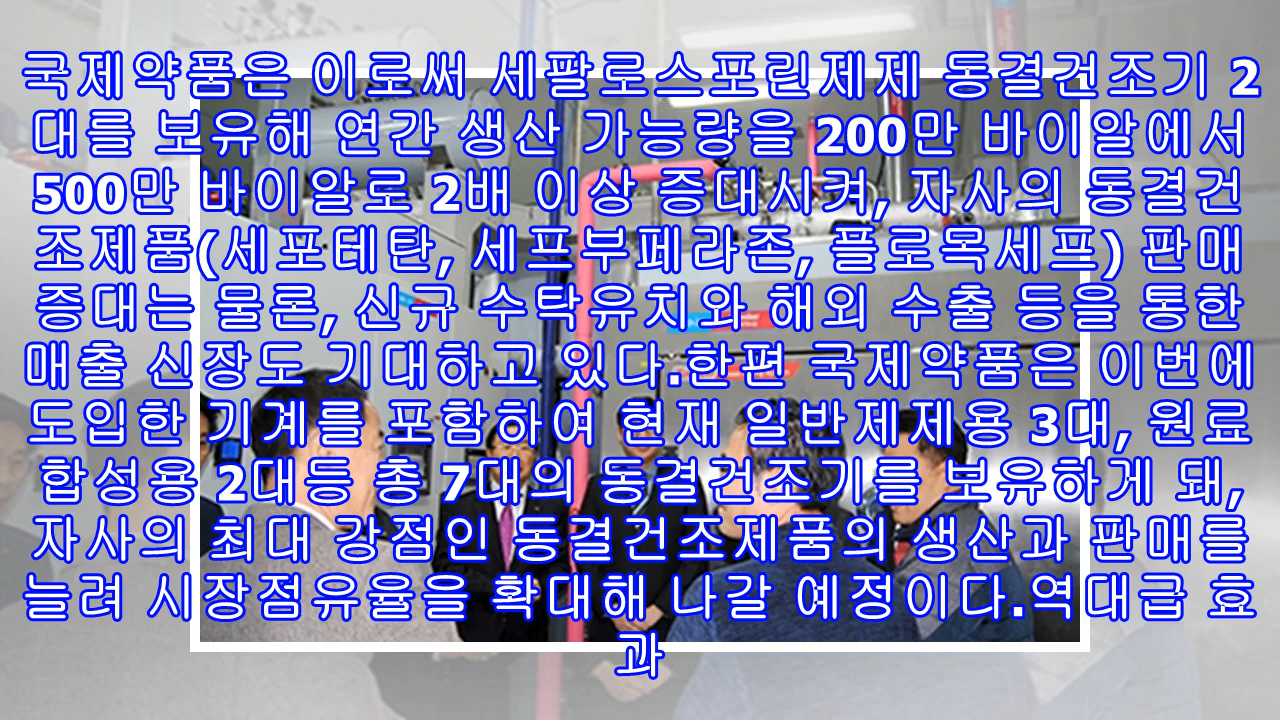 국제약품은 이로써 세팔로스포린제제 동결건조기 2
대를 보유해 연간 생산 가능량을 200만 바이알에서
500만 바이알로 2배 이상 증대시켜, 자사의 동결건
조제품(세포테탄, 세프부페라존, 플로목세프) 판매
증대는 물론, 신규 수탁유치와 해외 수출 등을 통한
매출 신장도 기대하고 있다.한편 국제약품은 이번에
도입한 기계를 포함하여 현재 일반제제용 3대, 원료
합성용 2대등 총 7대의 동결건조기를 보유하게 돼,
자사의 최대 강점인 동결건조제품의 생산과 판매를
늘려 시장점유율을 확대해 나갈 예정이다.역대급 효
과